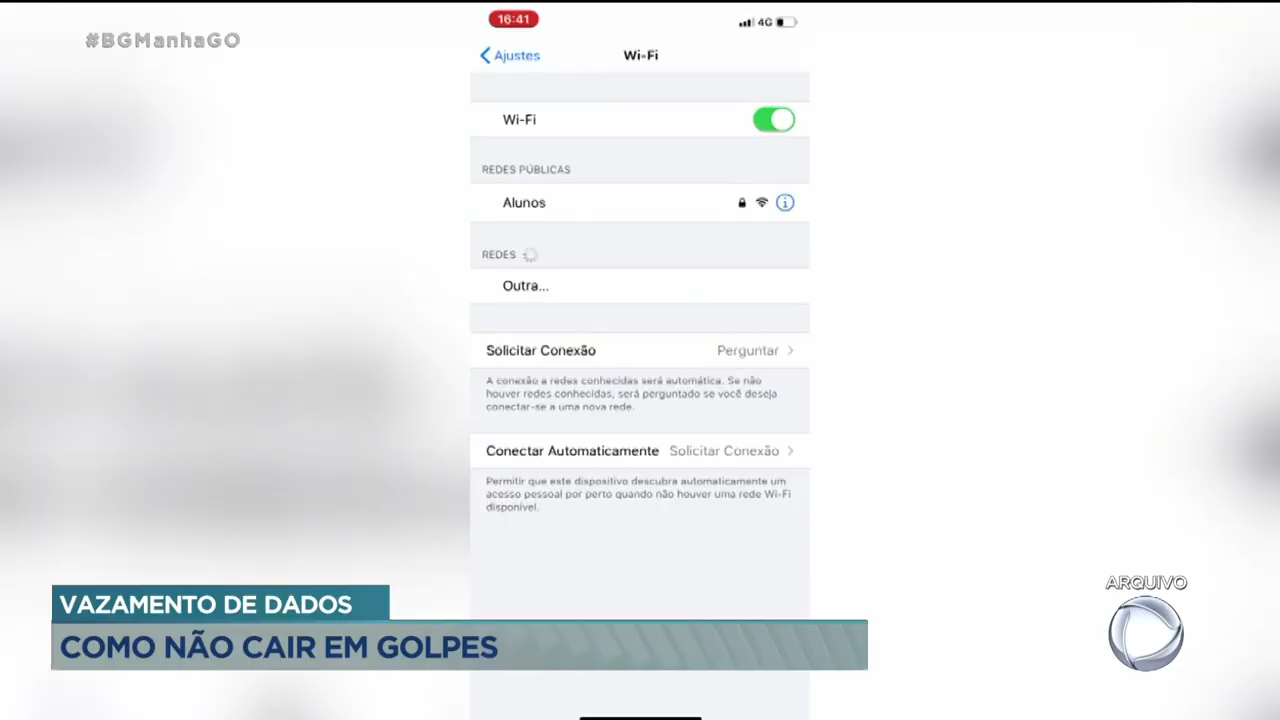 #BGManhaGO
16:41
4G
Ajustes
Wi-Fi
Wi-Fi
REDES PÚBLICAS
Alunos
REDES
Outra...
Solicitar Conexão
Perguntar
A conexão a redes conhecidas será automática. Se não
houver redes conhecidas, será perguntado se você deseja
conectar-se a uma nova rede.
Conectar Automaticamente
Solicitar Conexão
Permitir que este dispositivo descubra automaticamente um
acesso pessoal por perto quando não houver uma rede Wi-Fi
disponível.
ARQUIVO
VAZAMENTO DE DADOS
COMO NÃO CAIR EM GOLPES